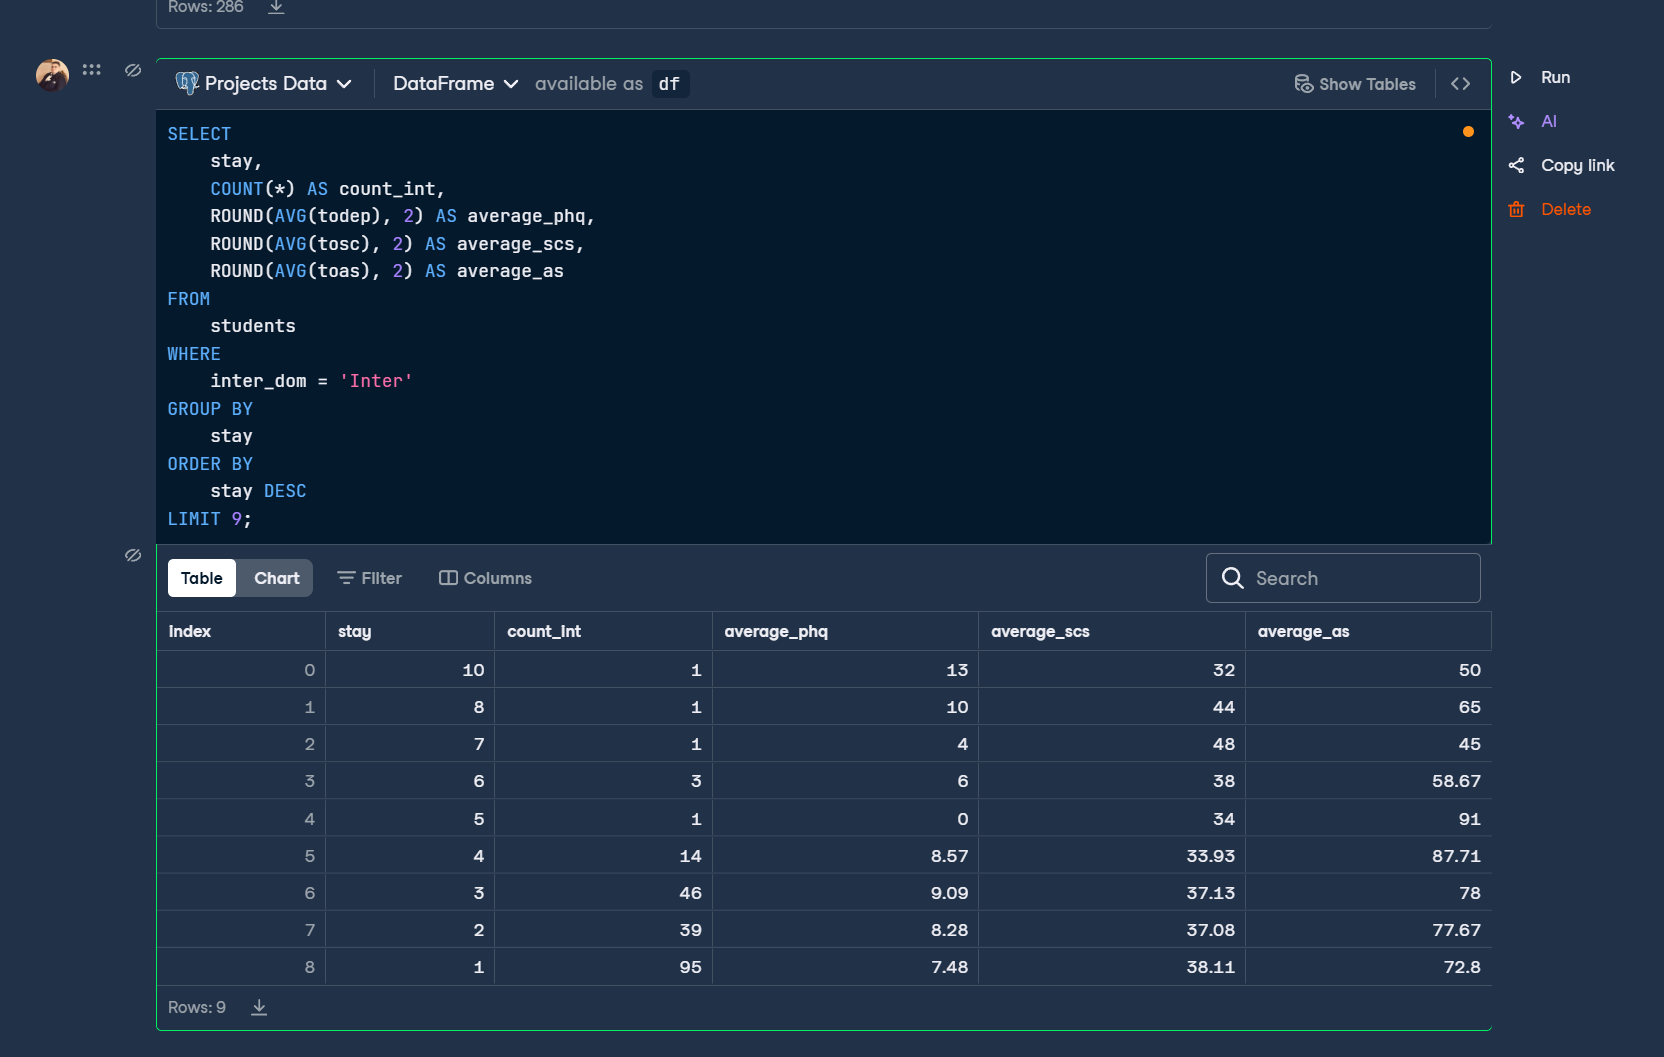 Rows: 286
Projects Data DataFrame available as df Show Tables
Run
AI
Copy link
Delete
SELECT
stay,
COUNT(*) AS count_int,
ROUND(AVG(todep), 2) AS average_phq,
ROUND(AVG(tosc), 2) AS average_scs,
ROUND(AVG(toas), 2) AS average_as
FROM
students
WHERE
inter_dom = 'Inter'
GROUP BY
stay
ORDER BY
stay DESC
LIMIT 9;
Table Chart Filter Columns Search
index stay count_int average_phq average_scs average_as
0 10 1 13 32 50
1 8 1 10 44 65
2 7 1 4 48 45
3 6 3 6 38 58.67
4 5 1 0 34 91
5 4 14 8.57 33.93 87.71
6 3 46 9.09 37.13 78
7 2 39 8.28 37.08 77.67
8 1 95 7.48 38.11 72.8
Rows: 9